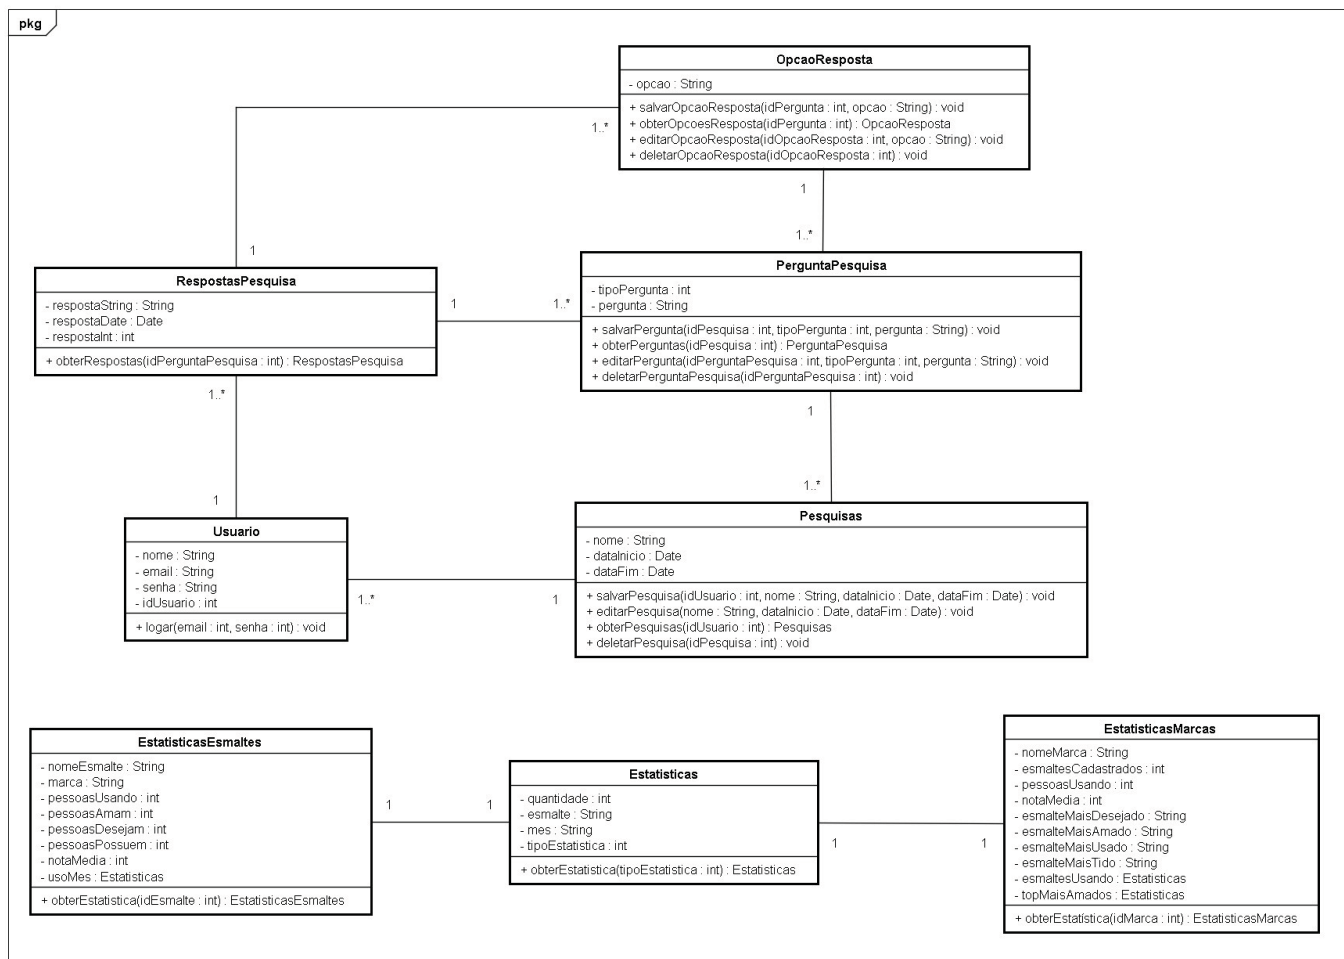 pkg
OpcaoResposta
- opcao : String
+ salvarOpcaoResposta(idPergunta : int, opcao : String) : void
+ obterOpcoesResposta(idPergunta : int) : OpcaoResposta
+ editarOpcaoResposta(idOpcaoResposta : int, opcao : String) : void
+ deletarOpcaoResposta(idOpcaoResposta : int) : void
1..*
1
1
1..*
RespostasPesquisa
- respostaString : String
- respostaDate : Date
- respostaInt : int
+ obterRespostas(idPerguntaPesquisa : int) : RespostasPesquisa
1
1..*
PerguntaPesquisa
- tipoPergunta : int
- pergunta : String
+ salvarPergunta(idPesquisa : int, tipoPergunta : int, pergunta : String) : void
+ obterPerguntas(idPesquisa : int) : PerguntaPesquisa
+ editarPergunta(idPerguntaPesquisa : int, tipoPergunta : int, pergunta : String) : void
+ deletarPerguntaPesquisa(idPerguntaPesquisa : int) : void
1..*
1
1
1..*
Usuario
- nome : String
- email : String
- senha : String
- idUsuario : int
+ logar(email : int, senha : int) : void
1..*
1
Pesquisas
- nome : String
- dataInicio : Date
- dataFim : Date
+ salvarPesquisa(idUsuario : int, nome : String, dataInicio : Date, dataFim : Date) : void
+ editarPesquisa(nome : String, dataInicio : Date, dataFim : Date) : void
+ obterPesquisas(idUsuario : int) : Pesquisas
+ deletarPesquisa(idPesquisa : int) : void
EstatisticasEsmaltes
- nomeEsmalte : String
- marca : String
- pessoasUsando : int
- pessoasAmam : int
- pessoasDesejam : int
- pessoasPossuem : int
- notaMedia : int
- usoMes : Estatisticas
+ obterEstatistica(idEsmalte : int) : EstatisticasEsmaltes
1
1
Estatisticas
- quantidade : int
- esmalte : String
- mes : String
- tipoEstatistica : int
+ obterEstatistica(tipoEstatistica : int) : Estatisticas
1
1
EstatisticasMarcas
- nomeMarca : String
- esmaltesCadastrados : int
- pessoasUsando : int
- notaMedia : int
- esmalteMaisDesejado : String
- esmalteMaisAmado : String
- esmalteMaisUsado : String
- esmalteMaisTido : String
- esmaltesUsando : Estatisticas
- topMaisAmados : Estatisticas
+ obterEstatística(idMarca : int) : EstatisticasMarcas